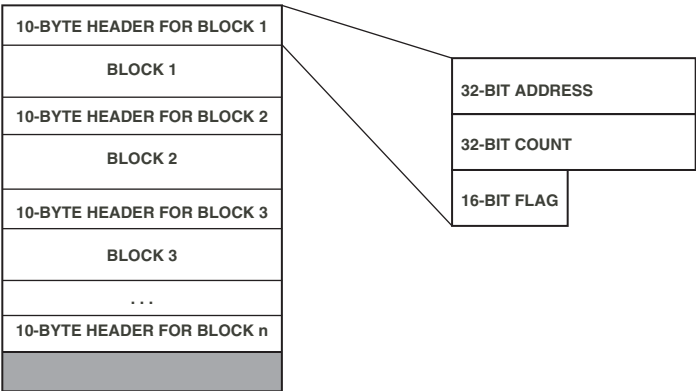 10-BYTE HEADER FOR BLOCK 1
BLOCK 1
10-BYTE HEADER FOR BLOCK 2
BLOCK 2
10-BYTE HEADER FOR BLOCK 3
BLOCK 3
. . .
10-BYTE HEADER FOR BLOCK n
32-BIT ADDRESS
32-BIT COUNT
16-BIT FLAG